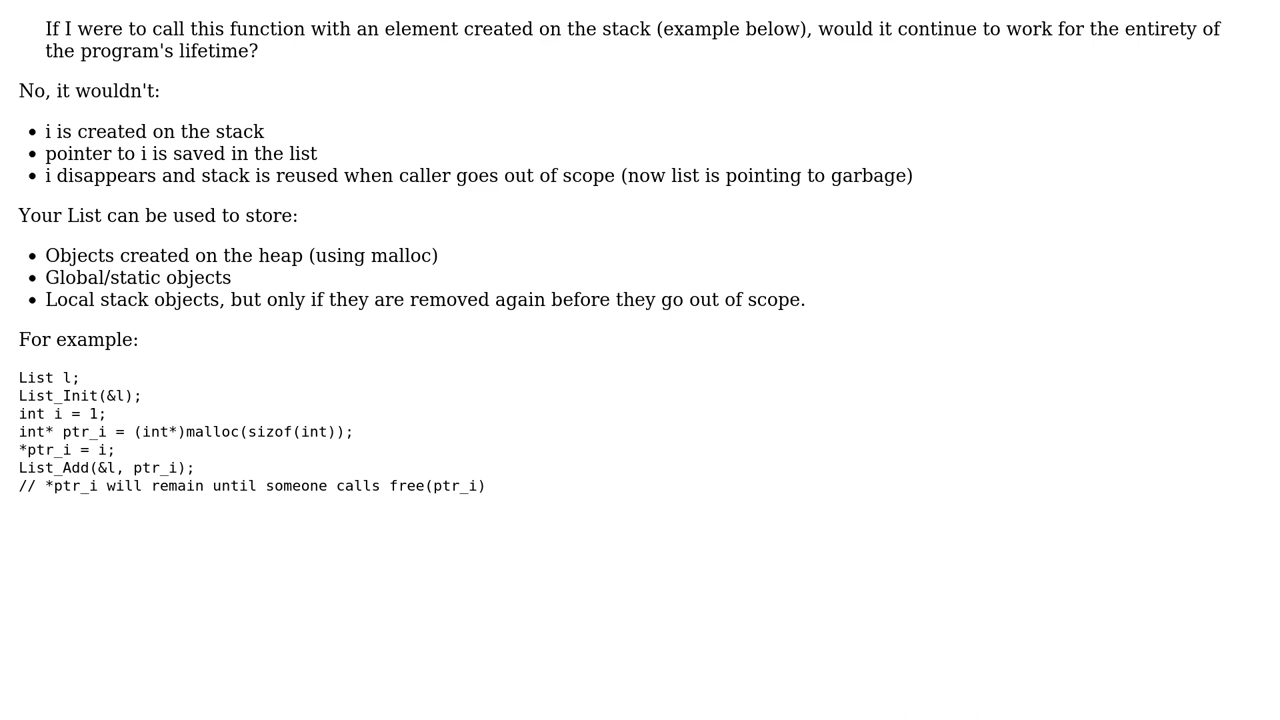 If I were to call this function with an element created on the stack (example below), would it continue to work for the entirety of
the program's lifetime?
No, it wouldn't:
• i is created on the stack
• pointer to i is saved in the list
• i disappears and stack is reused when caller goes out of scope (now list is pointing to garbage)
Your List can be used to store:
• Objects created on the heap (using malloc)
• Global/static objects
• Local stack objects, but only if they are removed again before they go out of scope.
For example:
List l;
List_Init(&l);
int i = 1;
int* ptr_i = (int*)malloc(sizof(int));
*ptr_i = i;
List_Add(&l, ptr_i);
// *ptr_i will remain until someone calls free(ptr_i)